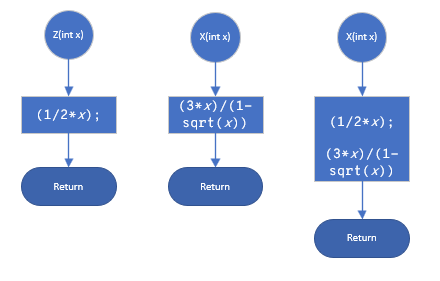 Z(int x)
(1/2*x);
Return
X(int x)
(3*x)/(1-
sqrt(x))
Return
X(int x)
(1/2*x);
(3*x)/(1-
sqrt(x))
Return